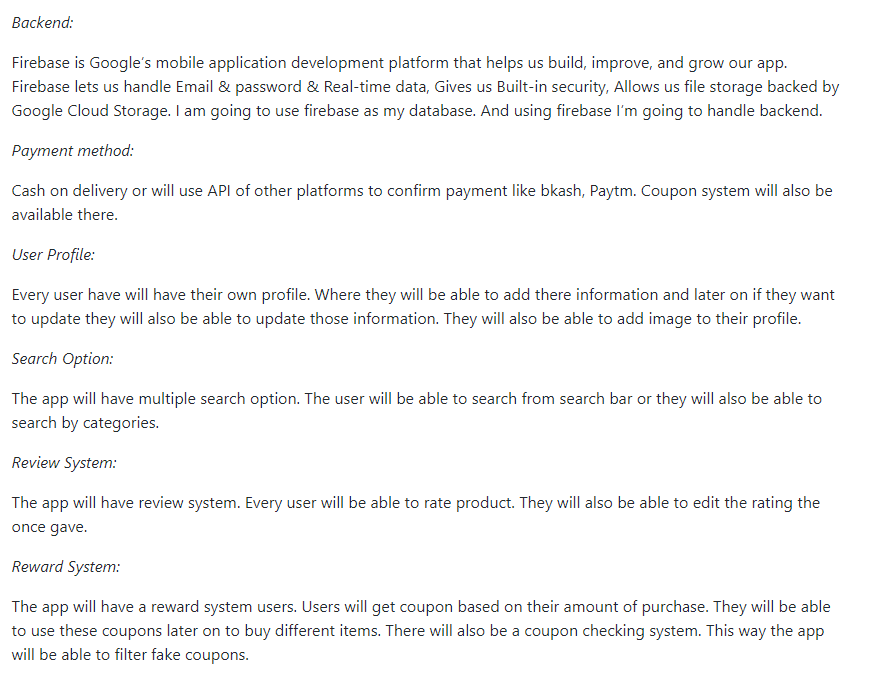 Backend:
Firebase is Google's mobile application development platform that helps us build, improve, and grow our app.
Firebase lets us handle Email & password & Real-time data, Gives us Built-in security, Allows us file storage backed by
Google Cloud Storage. I am going to use firebase as my database. And using firebase I'm going to handle backend.
Payment method:
Cash on delivery or will use API of other platforms to confirm payment like bkash, Paytm. Coupon system will also be
available there.
User Profile:
Every user have will have their own profile. Where they will be able to add there information and later on if they want
to update they will also be able to update those information. They will also be able to add image to their profile.
Search Option:
The app will have multiple search option. The user will be able to search from search bar or they will also be able to
search by categories.
Review System:
The app will have review system. Every user will be able to rate product. They will also be able to edit the rating the
once gave.
Reward System:
The app will have a reward system users. Users will get coupon based on their amount of purchase. They will be able
to use these coupons later on to buy different items. There will also be a coupon checking system. This way the app
will be able to filter fake coupons.